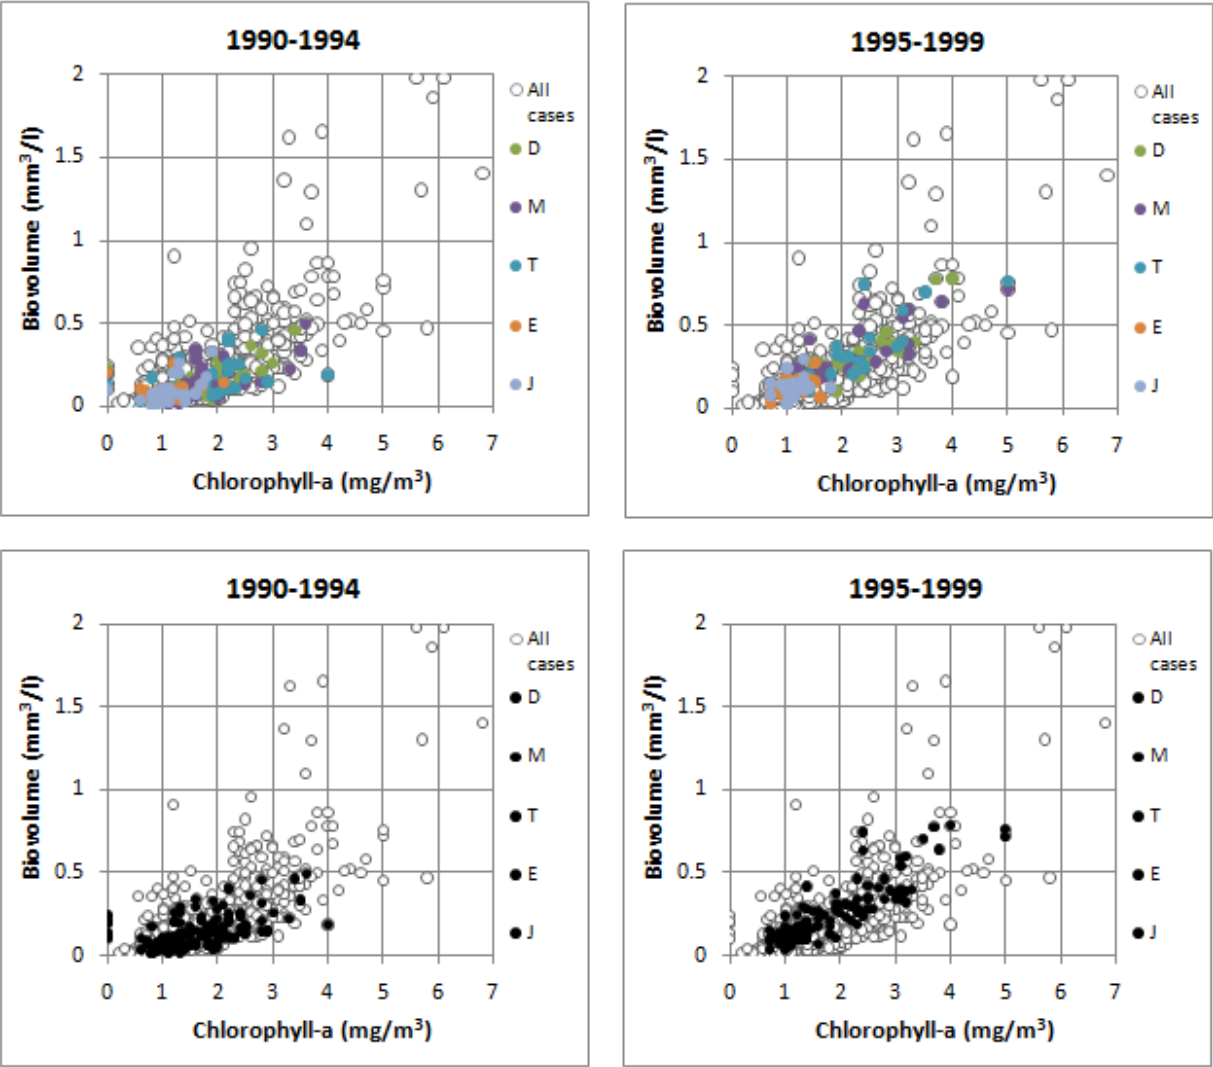 1990-1994
2
1.5
1
0.5
0
0 1 2 3 4 5 6 7
Biovolume (mm³/l)
Chlorophyll-a (mg/m³)
All
cases
D
M
T
E
J
1995-1999
2
1.5
1
0.5
0
0 1 2 3 4 5 6 7
Biovolume (mm³/l)
Chlorophyll-a (mg/m³)
All
cases
D
M
T
E
J
1990-1994
2
1.5
1
0.5
0
0 1 2 3 4 5 6 7
Biovolume (mm³/l)
Chlorophyll-a (mg/m³)
All
cases
D
M
T
E
J
1995-1999
2
1.5
1
0.5
0
0 1 2 3 4 5 6 7
Biovolume (mm³/l)
Chlorophyll-a (mg/m³)
All
cases
D
M
T
E
J